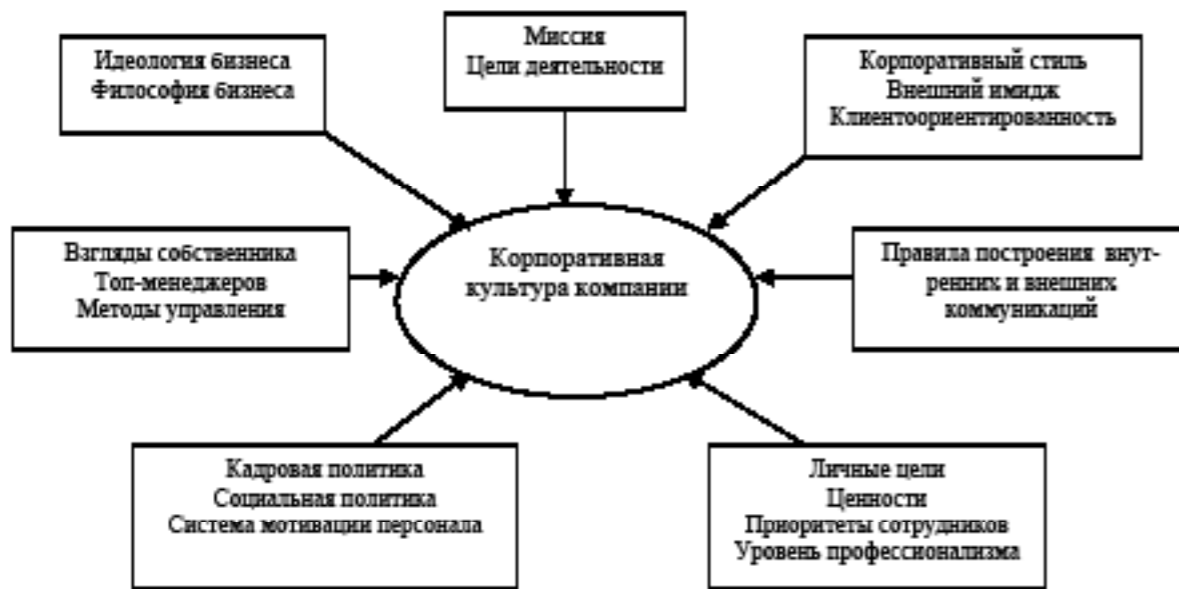 Идеология бизнеса
Философия бизнеса
Миссия
Цели деятельности
Корпоративный стиль
Внешний имидж
Клиентоориентированность
Взгляды собственника
Топ-менеджеров
Методы управления
Корпоративная
культура компании
Правила построения внут-
ренних и внешних
коммуникаций
Кадровая политика
Социальная политика
Система мотивации персонала
Личные цели
Ценности
Приоритеты сотрудников
Уровень профессионализма